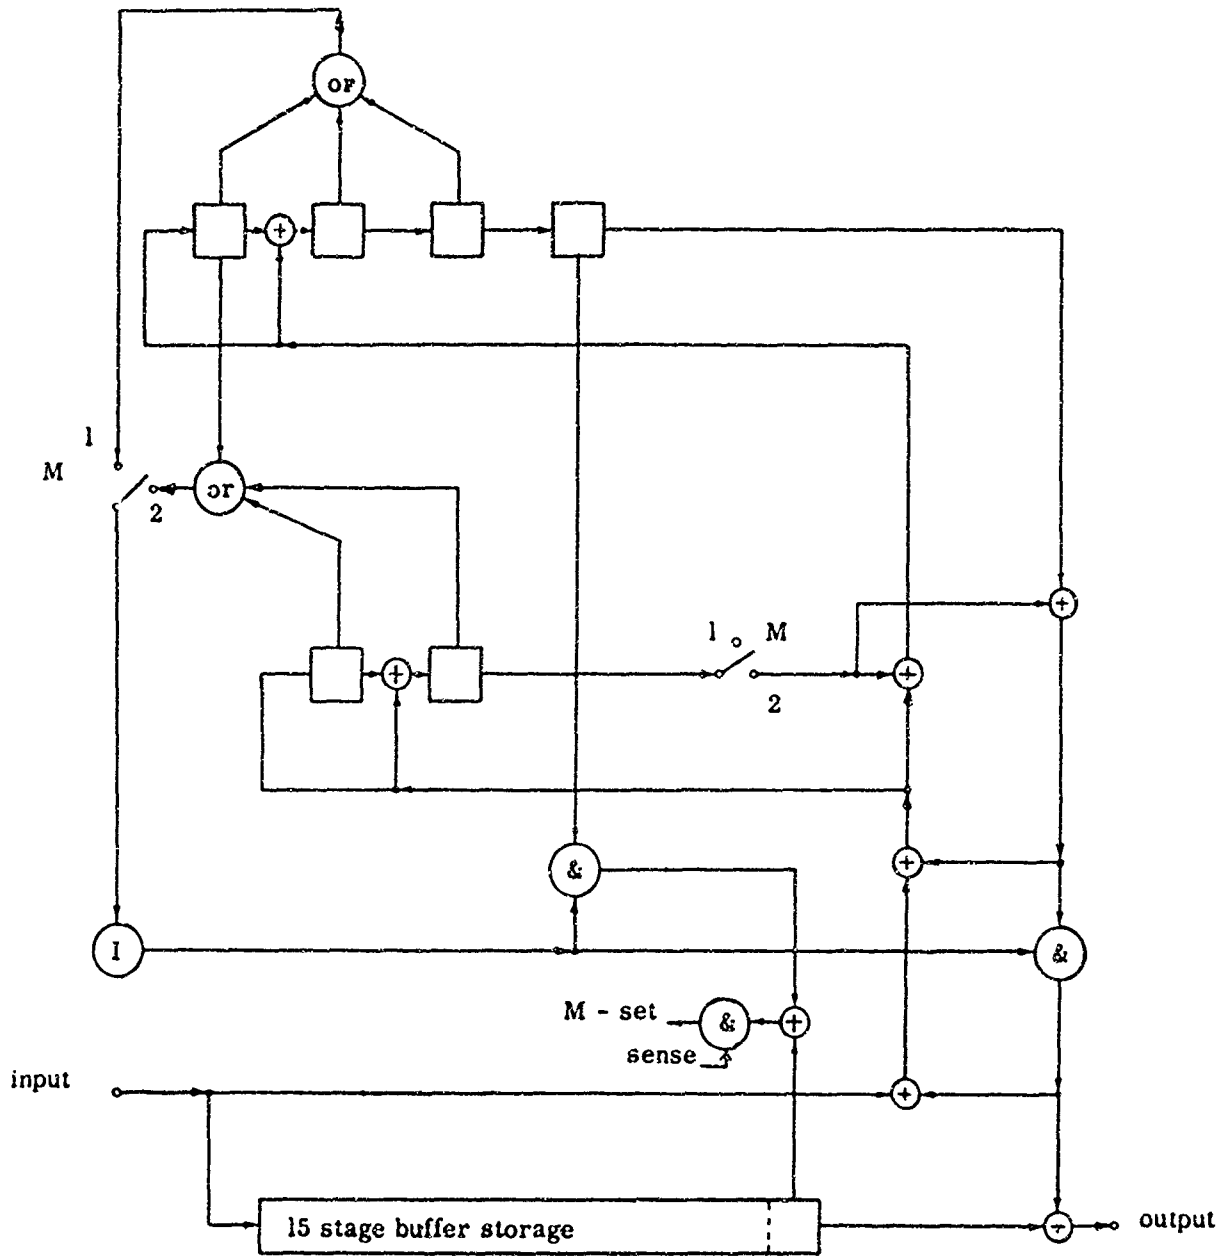 or
1
M
or
2
1 M
2
&
I
&
M - set
&
sense
input
15 stage buffer storage
output